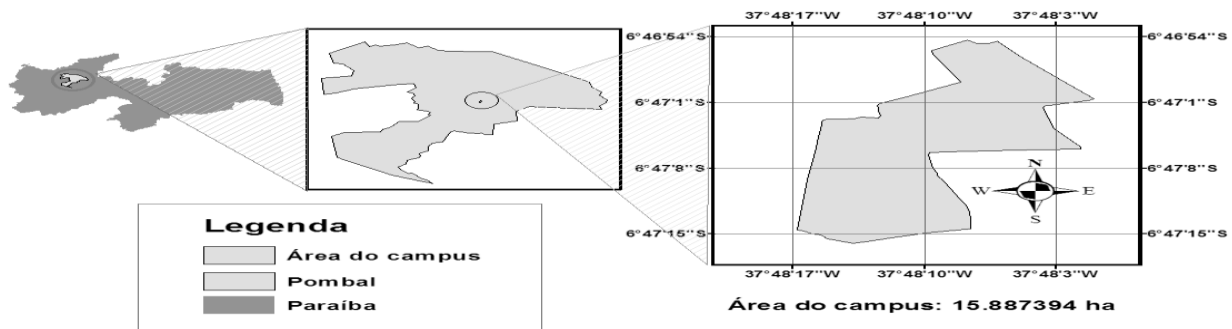 37°48'17"W 37°48'10"W 37°48'3"W
6°46'54"S 6°46'54"S
6°47'1"S 6°47'1"S
6°47'8"S 6°47'8"S
6°47'15"S 6°47'15"S
N
W E
S
37°48'17"W 37°48'10"W 37°48'3"W
Legenda
Área do campus
Pombal
Paraíba
Área do campus: 15.887394 ha